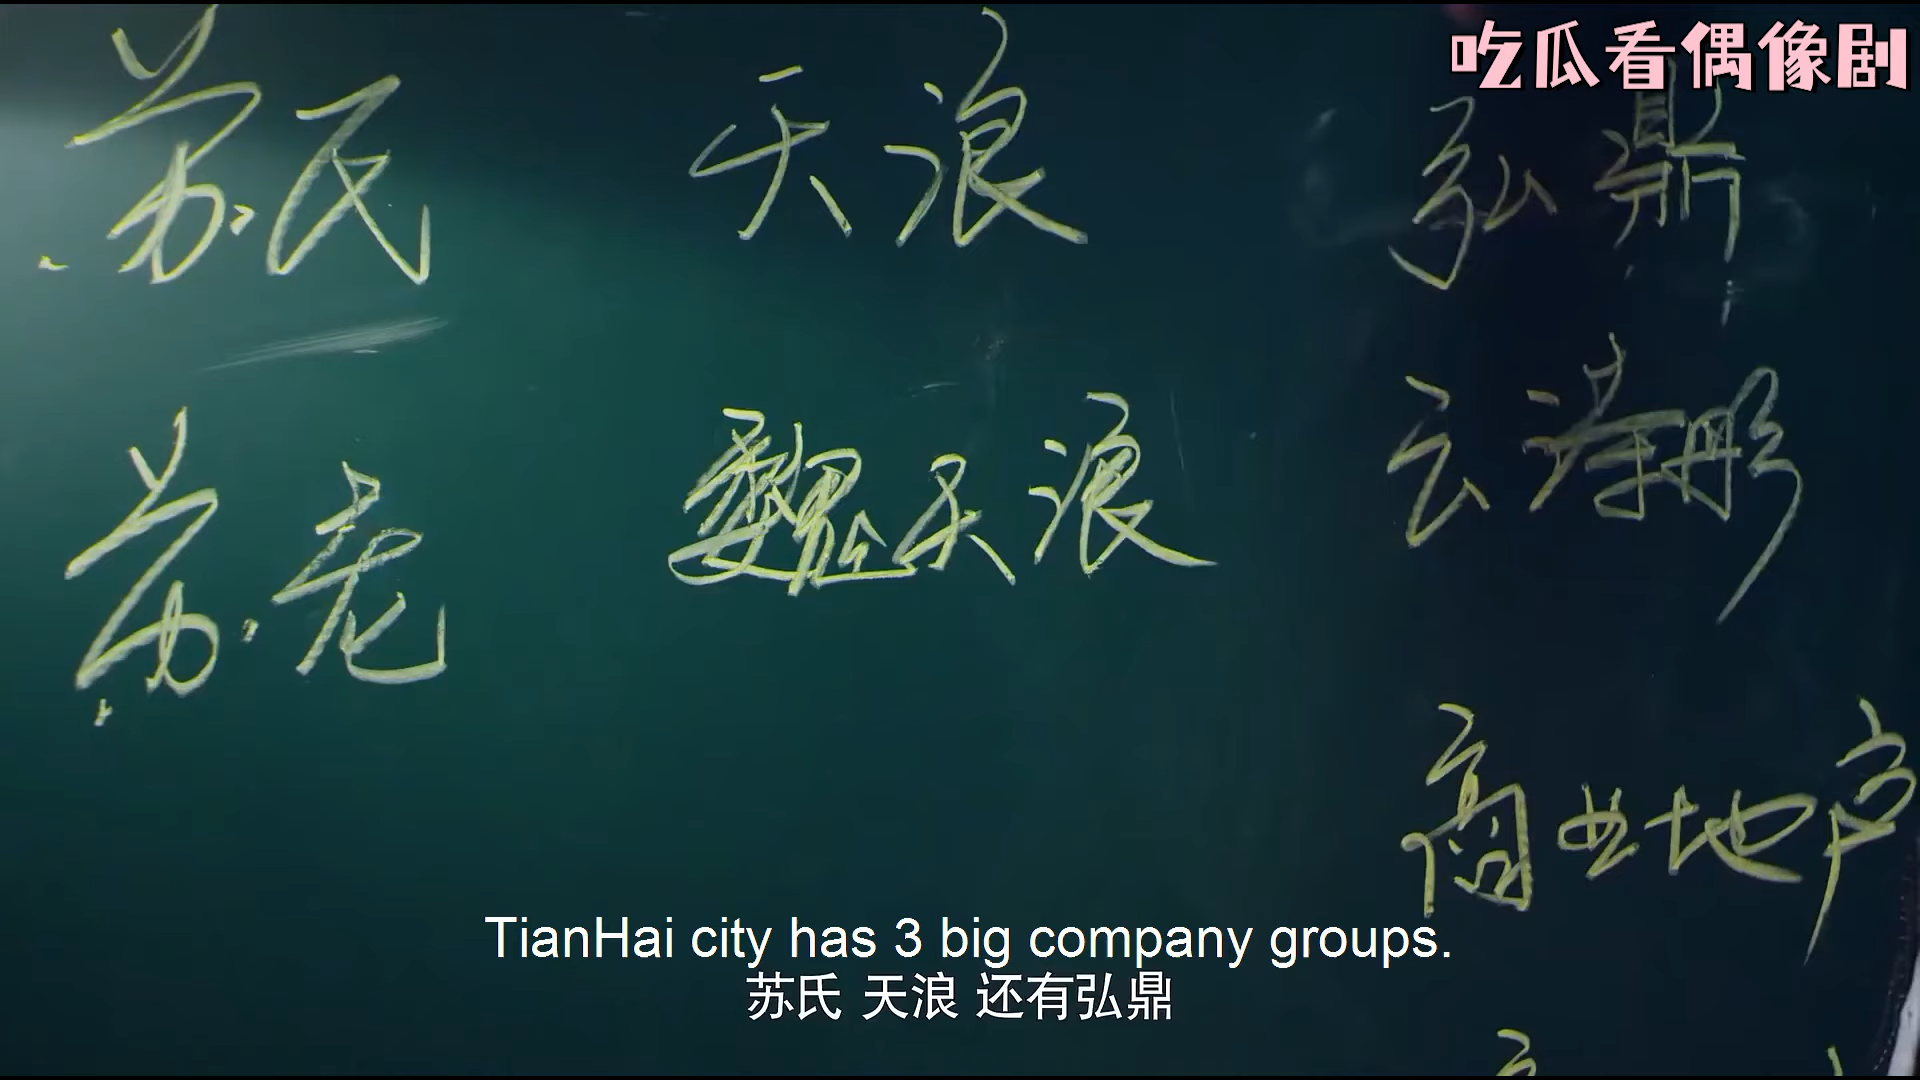 吃瓜看偶像剧
苏氏 天浪 弘鼎
苏老 魏天浪 云诗彤
商业地产
TianHai city has 3 big company groups.
苏氏 天浪 还有弘鼎